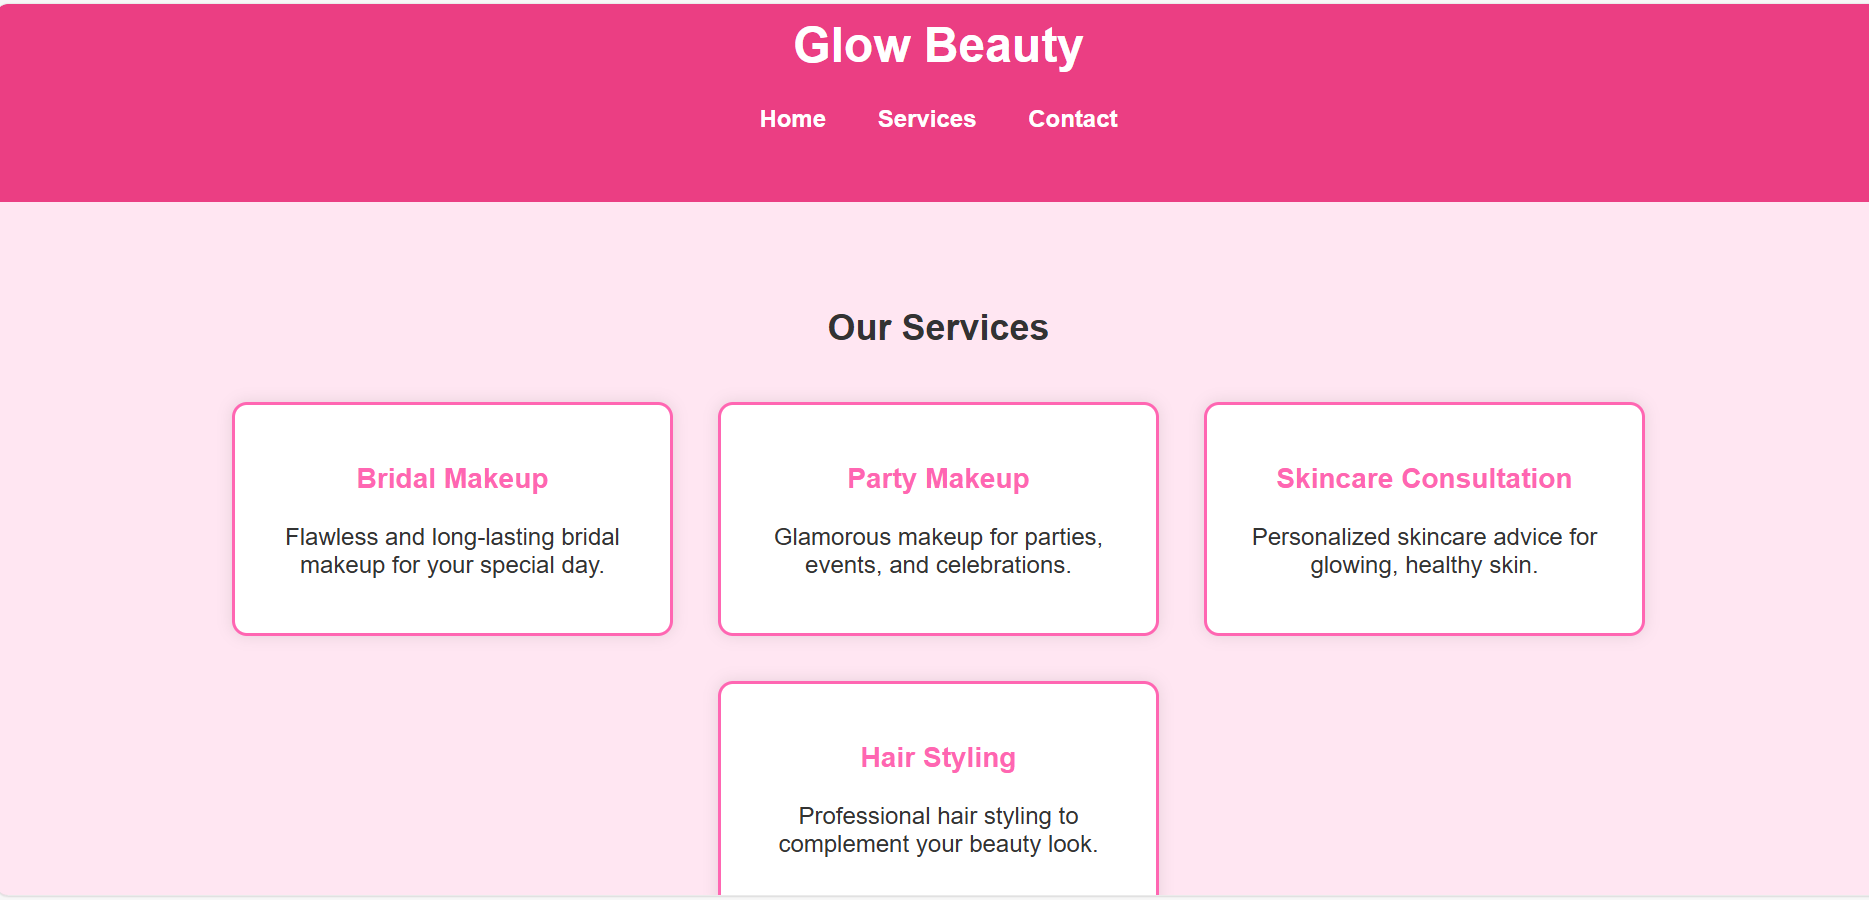 Glow Beauty
Home Services Contact
Our Services
Bridal Makeup
Flawless and long-lasting bridal
makeup for your special day.
Party Makeup
Glamorous makeup for parties,
events, and celebrations.
Skincare Consultation
Personalized skincare advice for
glowing, healthy skin.
Hair Styling
Professional hair styling to
complement your beauty look.